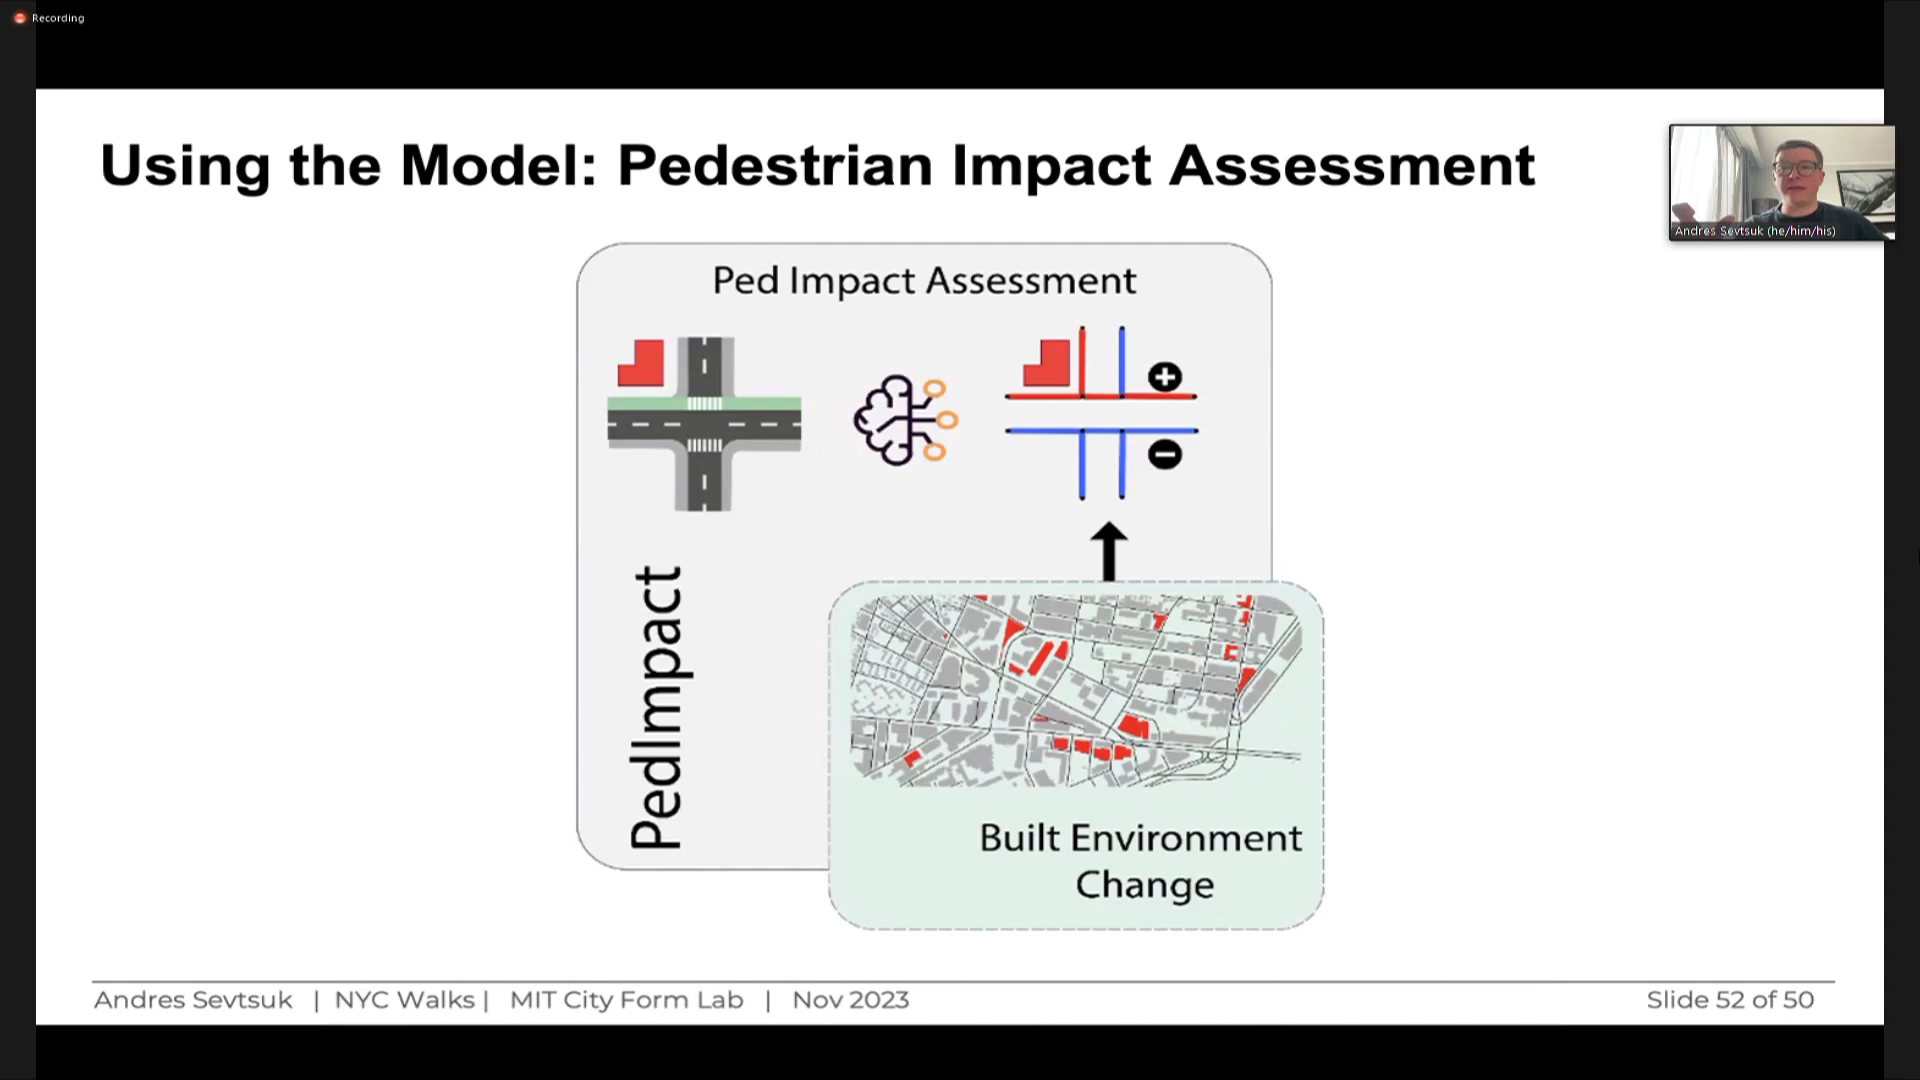 Recording
Using the Model: Pedestrian Impact Assessment
Andres Sevtsuk (he/him/his)
Ped Impact Assessment
PedImpact
Built Environment
Change
Andres Sevtsuk | NYC Walks | MIT City Form Lab | Nov 2023
Slide 52 of 50